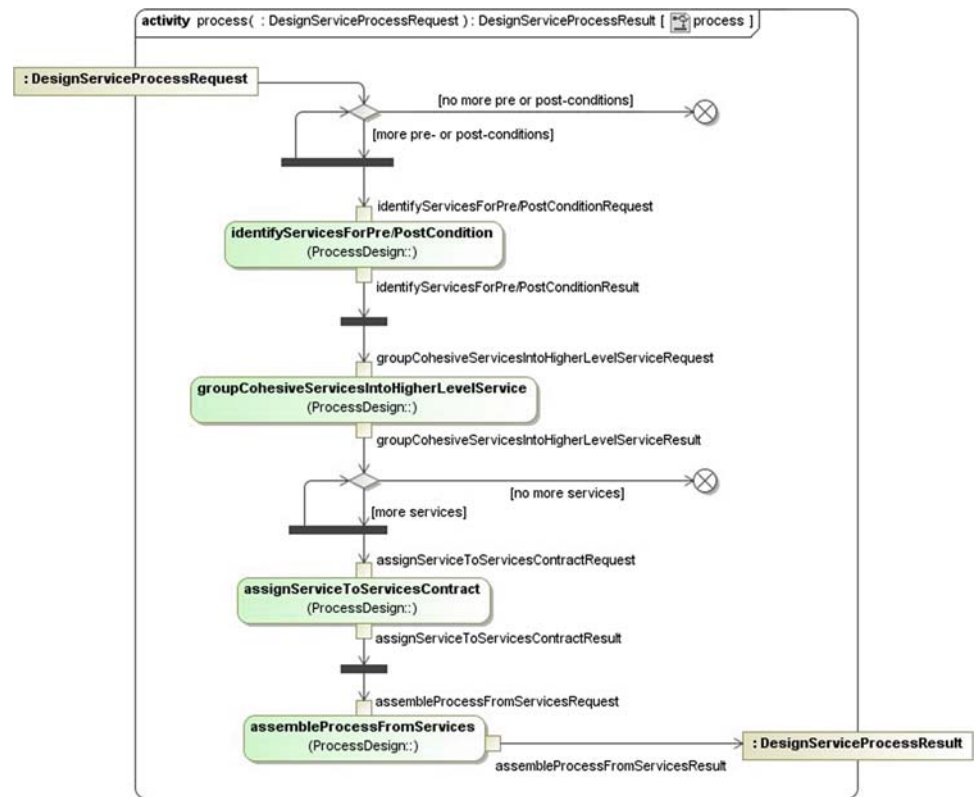 activity process( : DesignServiceProcessRequest ) : DesignServiceProcessResult [ process ]
: DesignServiceProcessRequest
[no more pre or post-conditions]
[more pre- or post-conditions]
identifyServicesForPre/PostConditionRequest
identifyServicesForPre/PostCondition
(ProcessDesign::)
identifyServicesForPre/PostConditionResult
groupCohesiveServicesIntoHigherLevelServiceRequest
groupCohesiveServicesIntoHigherLevelService
(ProcessDesign::)
groupCohesiveServicesIntoHigherLevelServiceResult
[no more services]
[more services]
assignServiceToServicesContractRequest
assignServiceToServicesContract
(ProcessDesign::)
assignServiceToServicesContractResult
assembleProcessFromServicesRequest
assembleProcessFromServices
(ProcessDesign::)
: DesignServiceProcessResult
assembleProcessFromServicesResult